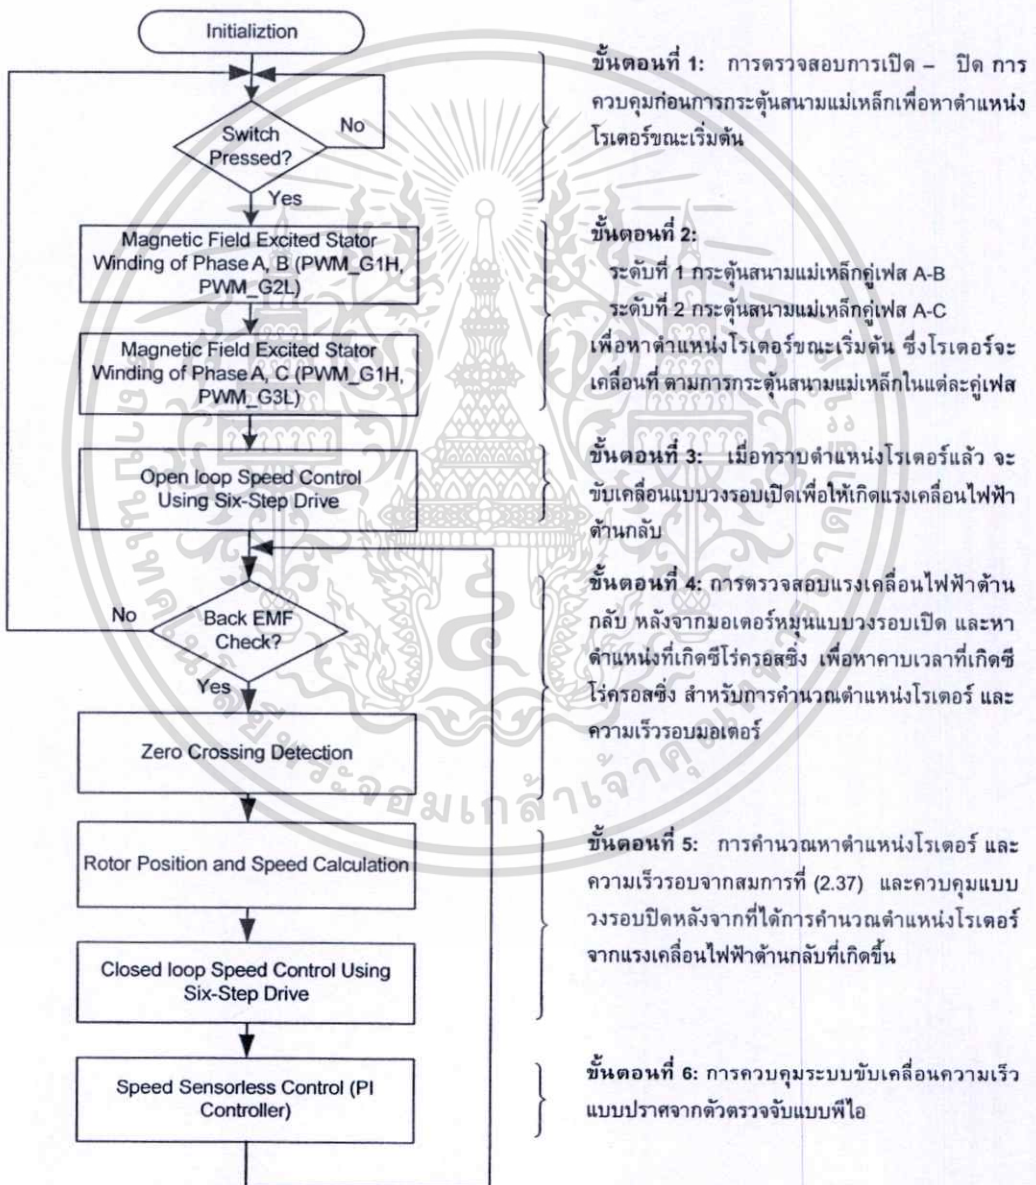 Initializtion
Switch
Pressed?
No
Yes
Magnetic Field Excited Stator
Winding of Phase A, B (PWM_G1H,
PWM_G2L)
Magnetic Field Excited Stator
Winding of Phase A, C (PWM_G1H,
PWM_G3L)
Open loop Speed Control
Using Six-Step Drive
No
Back EMF
Check?
Yes
Zero Crossing Detection
Rotor Position and Speed Calculation
Closed loop Speed Control Using
Six-Step Drive
Speed Sensorless Control (PI
Controller)
ขั้นตอนที่ 1: การตรวจสอบการเปิด – ปิด การ
ควบคุมก่อนการกระตุ้นสนามแม่เหล็กเพื่อหาตำแหน่ง
โรเตอร์ขณะเริ่มต้น
ขั้นตอนที่ 2:
ระดับที่ 1 กระตุ้นสนามแม่เหล็กคู่เฟส A-B
ระดับที่ 2 กระตุ้นสนามแม่เหล็กคู่เฟส A-C
เพื่อหาตำแหน่งโรเตอร์ขณะเริ่มต้น ซึ่งโรเตอร์จะ
เคลื่อนที่ ตามการกระตุ้นสนามแม่เหล็กในแต่ละคู่เฟส
ขั้นตอนที่ 3: เมื่อทราบตำแหน่งโรเตอร์แล้ว จะ
ขับเคลื่อนแบบวงรอบเปิดเพื่อให้เกิดแรงเคลื่อนไฟฟ้า
ต้านกลับ
ขั้นตอนที่ 4: การตรวจสอบแรงเคลื่อนไฟฟ้าต้าน
กลับ หลังจากมอเตอร์หมุนแบบวงรอบเปิด และหา
ตำแหน่งที่เกิดซีโร่ครอสซิ่ง เพื่อหาคาบเวลาที่เกิดซี
โร่ครอสซิ่ง สำหรับการคำนวณตำแหน่งโรเตอร์ และ
ความเร็วรอบมอเตอร์
ขั้นตอนที่ 5: การคำนวณหาตำแหน่งโรเตอร์ และ
ความเร็วรอบจากสมการที่ (2.37) และควบคุมแบบ
วงรอบปิดหลังจากที่ได้การคำนวณตำแหน่งโรเตอร์
จากแรงเคลื่อนไฟฟ้าต้านกลับที่เกิดขึ้น
ขั้นตอนที่ 6: การควบคุมระบบขับเคลื่อนความเร็ว
แบบปราศจากตัวตรวจจับแบบพีไอ